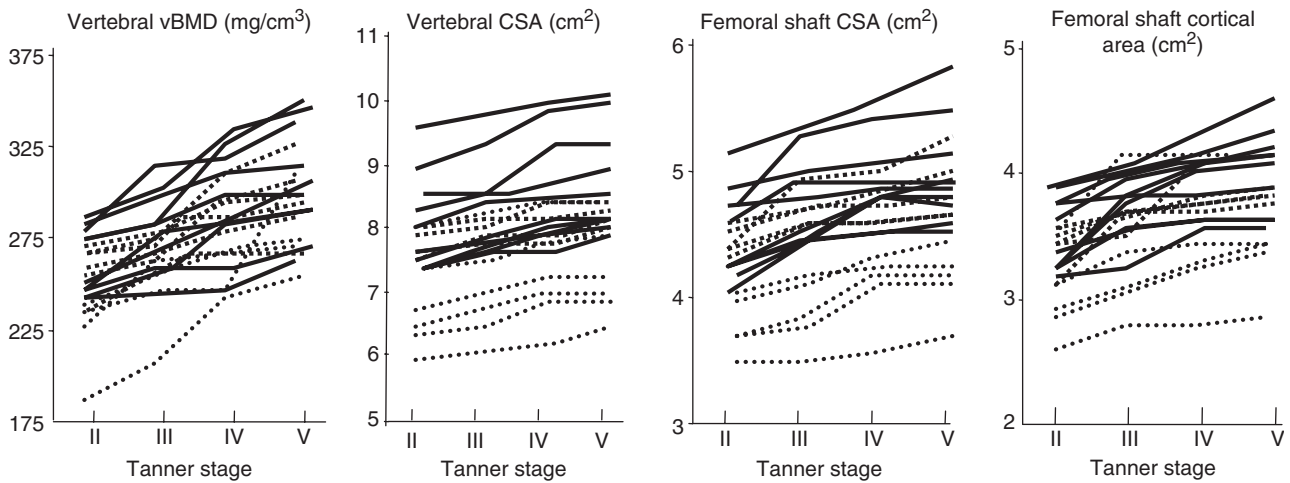 Vertebral vBMD (mg/cm³)
375
325
275
225
175
II III IV V
Tanner stage
Vertebral CSA (cm²)
11
10
9
8
7
6
5
II III IV V
Tanner stage
Femoral shaft CSA (cm²)
6
5
4
3
II III IV V
Tanner stage
Femoral shaft cortical
area (cm²)
5
4
3
2
II III IV V
Tanner stage